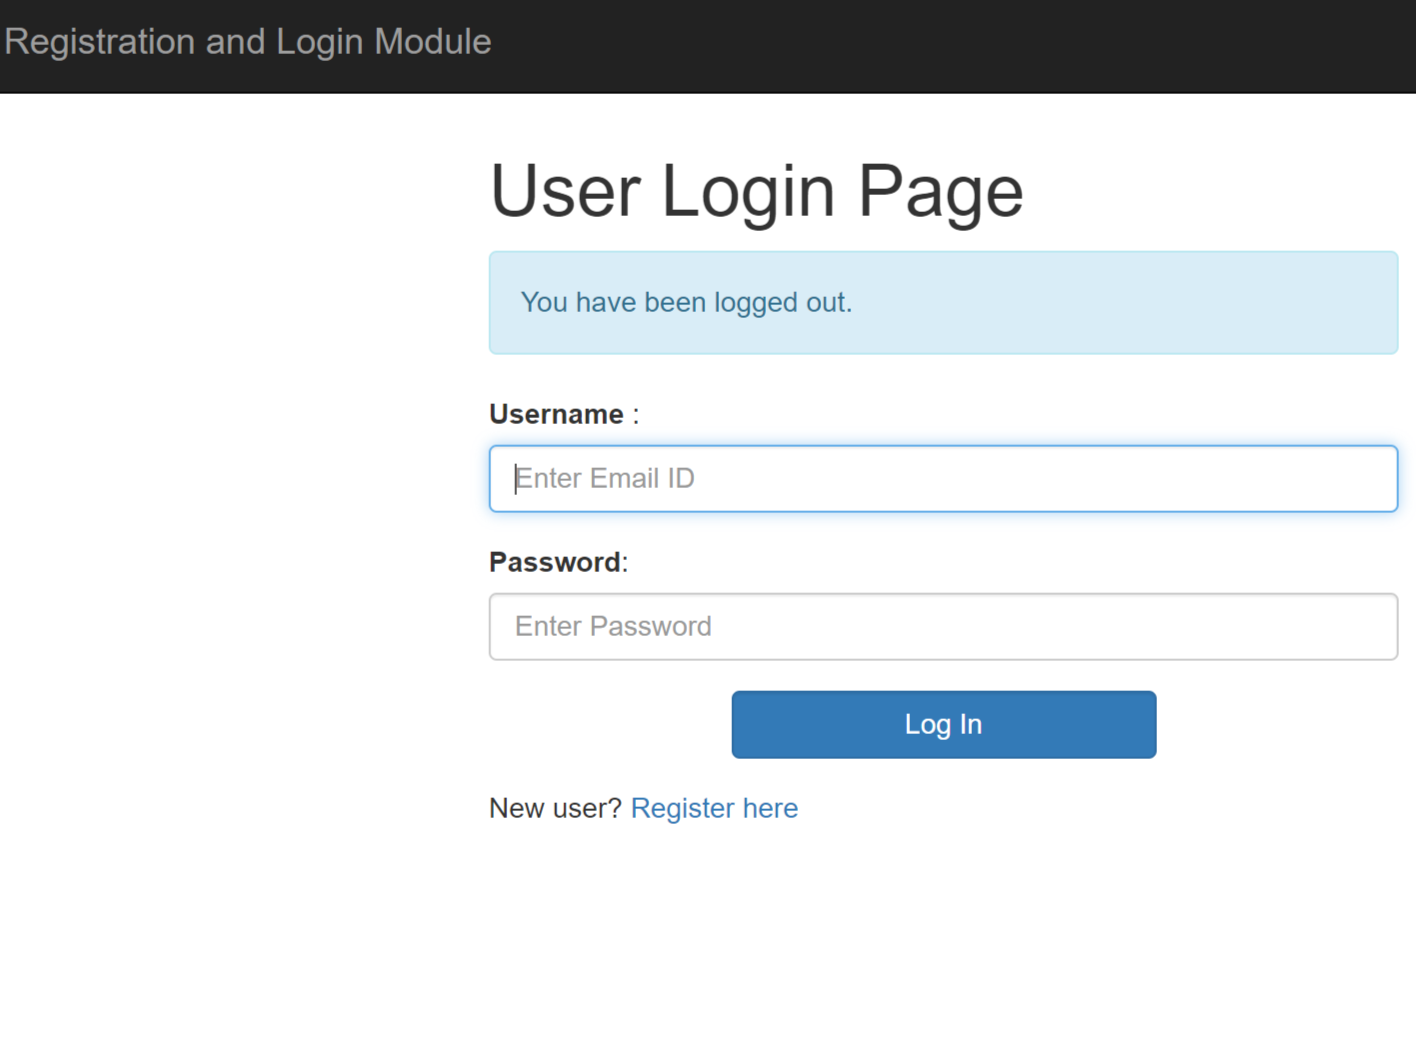 Registration and Login Module
User Login Page
You have been logged out.
Username :
Enter Email ID
Password:
Enter Password
Log In
New user? Register here